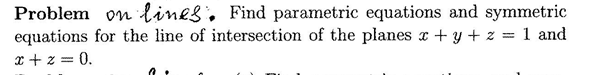 Problem on lines. Find parametric equations and symmetric
equations for the line of intersection of the planes x + y + z = 1 and
x + z = 0.